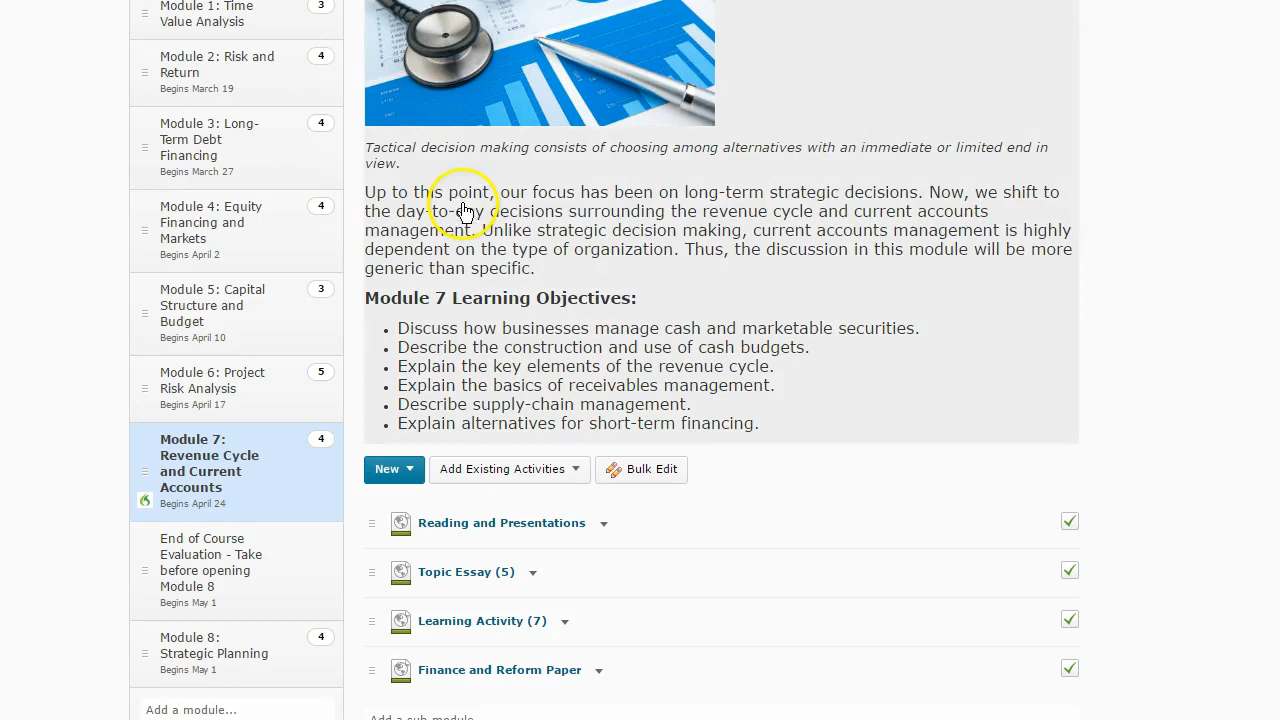 Module 1: Time
Value Analysis
3
Module 2: Risk and
Return
Begins March 19
4
Module 3: Long-
Term Debt
Financing
Begins March 27
4
Module 4: Equity
Financing and
Markets
Begins April 2
4
Module 5: Capital
Structure and
Budget
Begins April 10
3
Module 6: Project
Risk Analysis
Begins April 17
5
Module 7:
Revenue Cycle
and Current
Accounts
Begins April 24
4
End of Course
Evaluation - Take
before opening
Module 8
Begins May 1
Module 8:
Strategic Planning
Begins May 1
4
Add a module...
Tactical decision making consists of choosing among alternatives with an immediate or limited end in
view.
Up to this point, our focus has been on long-term strategic decisions. Now, we shift to
the day-to-day decisions surrounding the revenue cycle and current accounts
management. Unlike strategic decision making, current accounts management is highly
dependent on the type of organization. Thus, the discussion in this module will be more
generic than specific.
Module 7 Learning Objectives:
Discuss how businesses manage cash and marketable securities.
Describe the construction and use of cash budgets.
Explain the key elements of the revenue cycle.
Explain the basics of receivables management.
Describe supply-chain management.
Explain alternatives for short-term financing.
New
Add Existing Activities
Bulk Edit
Reading and Presentations
Topic Essay (5)
Learning Activity (7)
Finance and Reform Paper
Add a sub-module